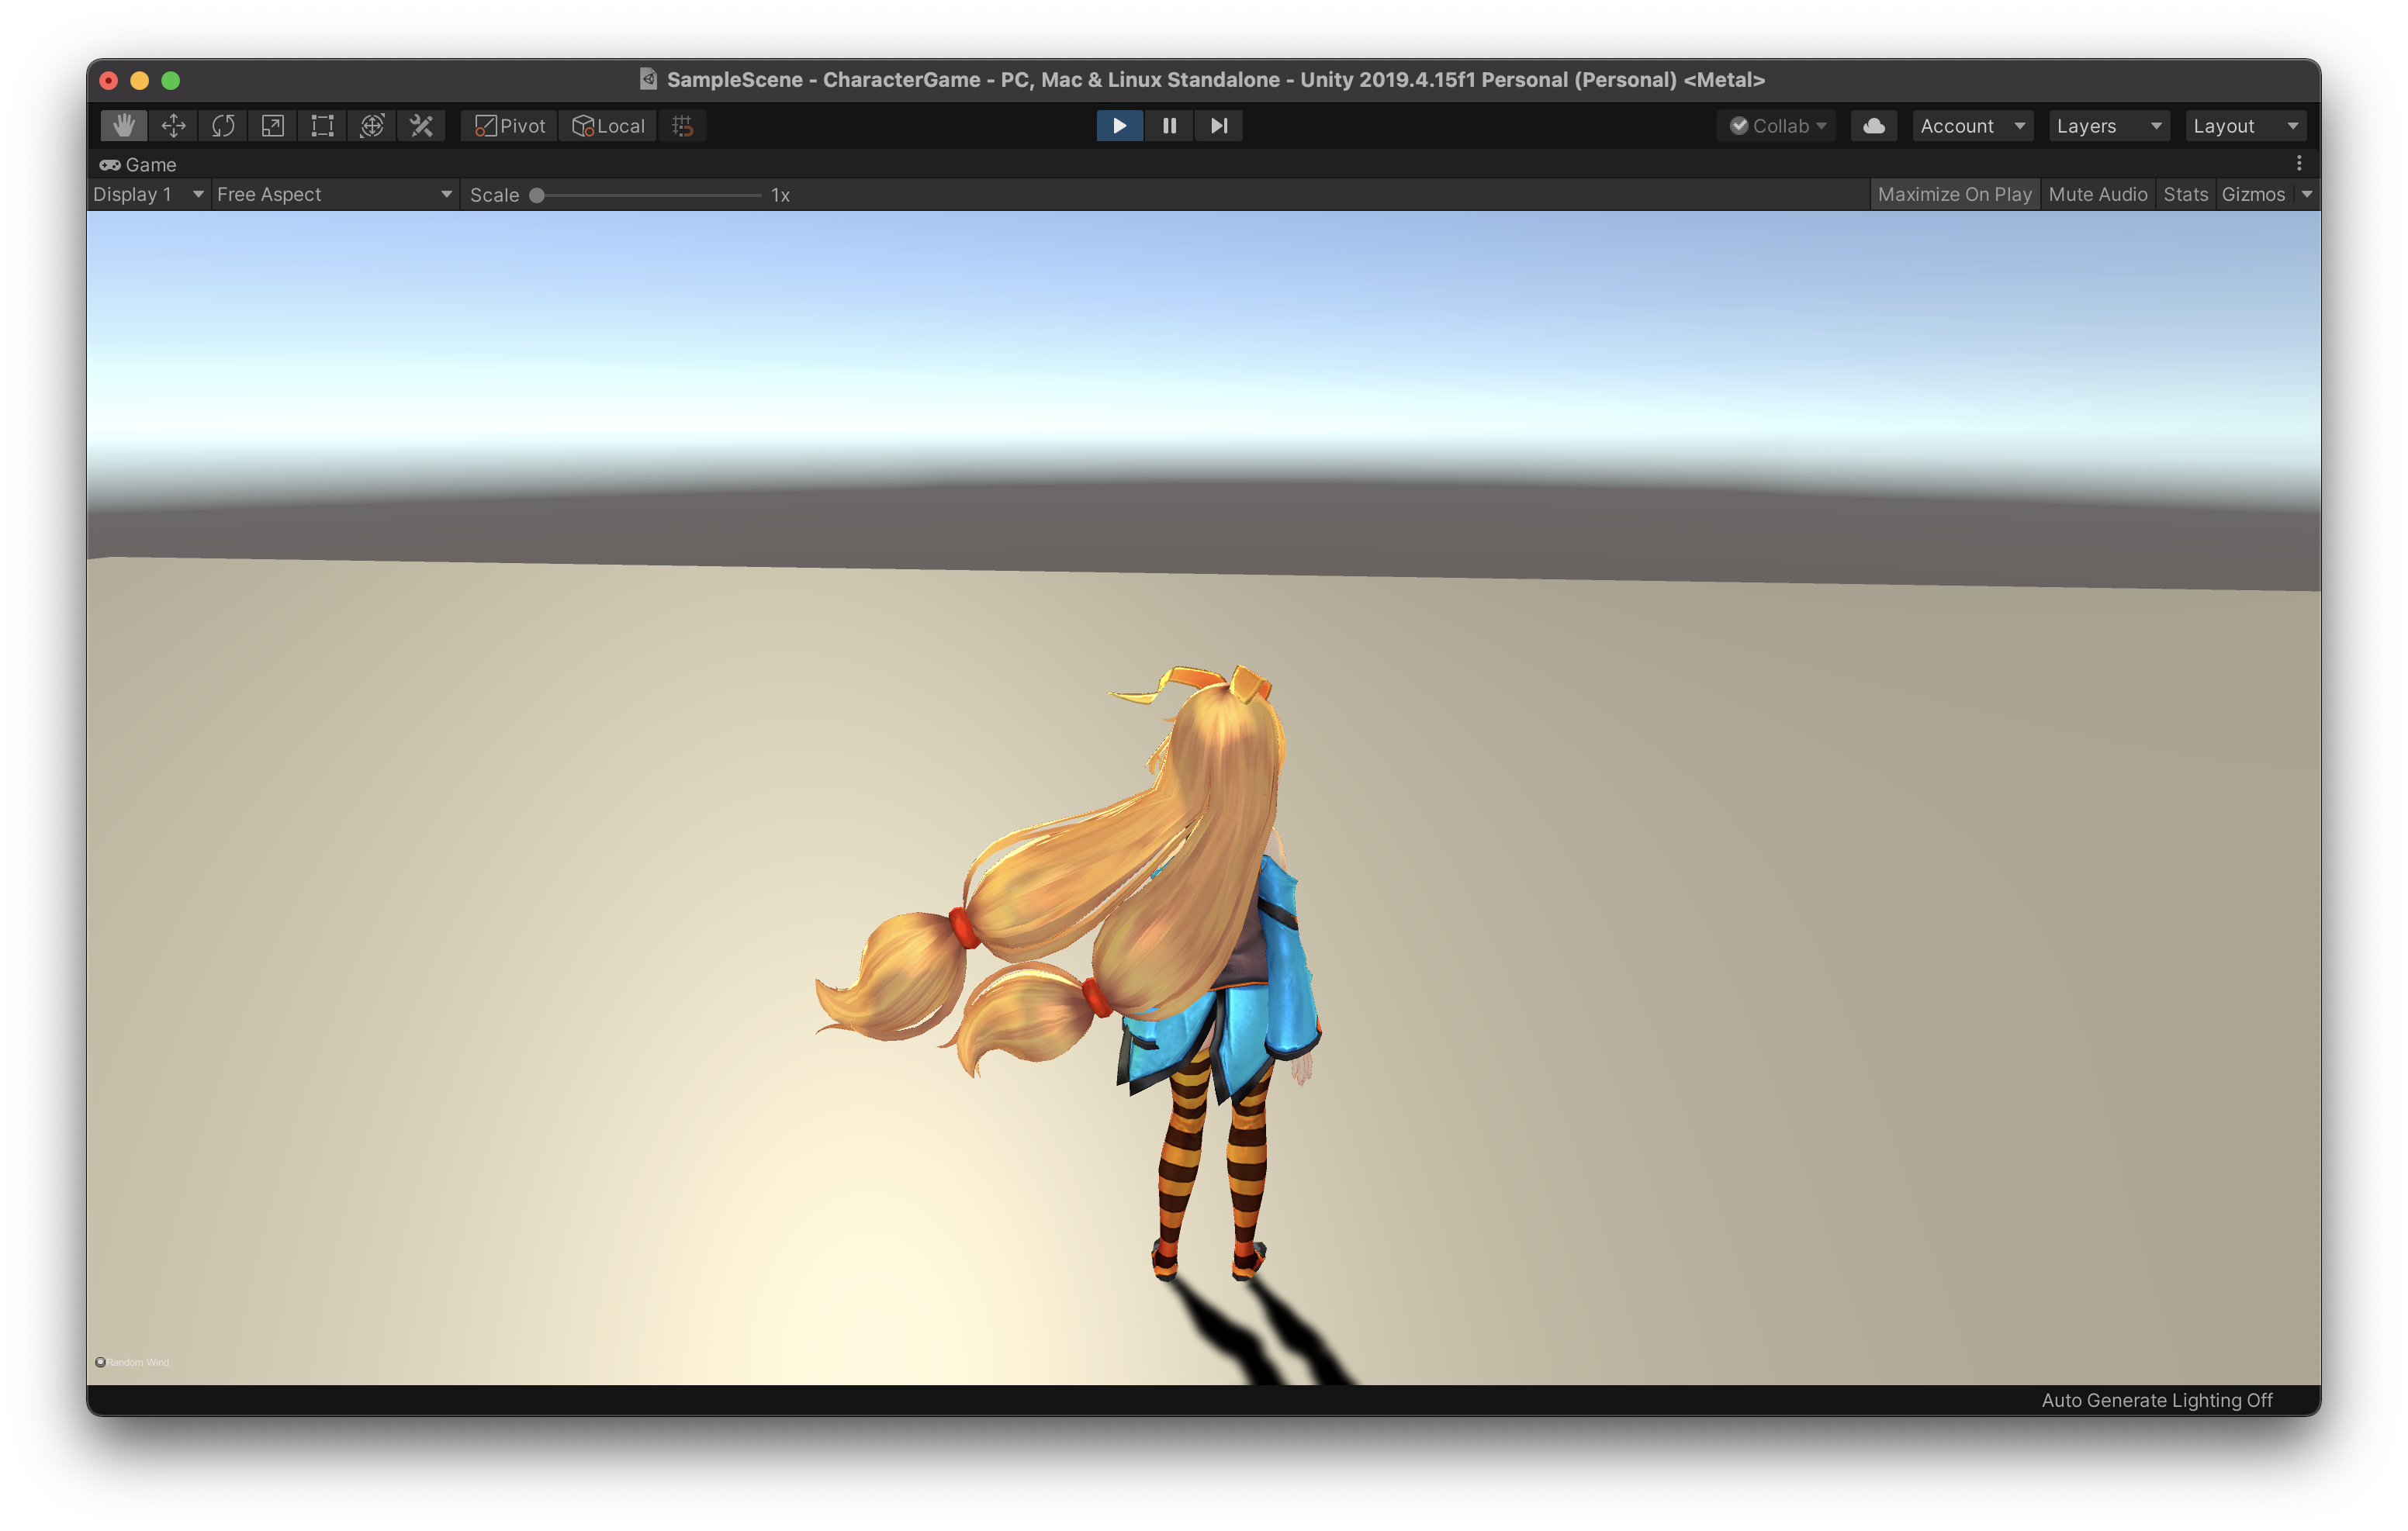 SampleScene - CharacterGame - PC, Mac & Linux Standalone - Unity 2019.4.15f1 Personal (Personal) <Metal>
Pivot Local Collab Account Layers Layout
Game
Display 1 Free Aspect Scale 1x Maximize On Play Mute Audio Stats Gizmos
Random Wind
Auto Generate Lighting Off